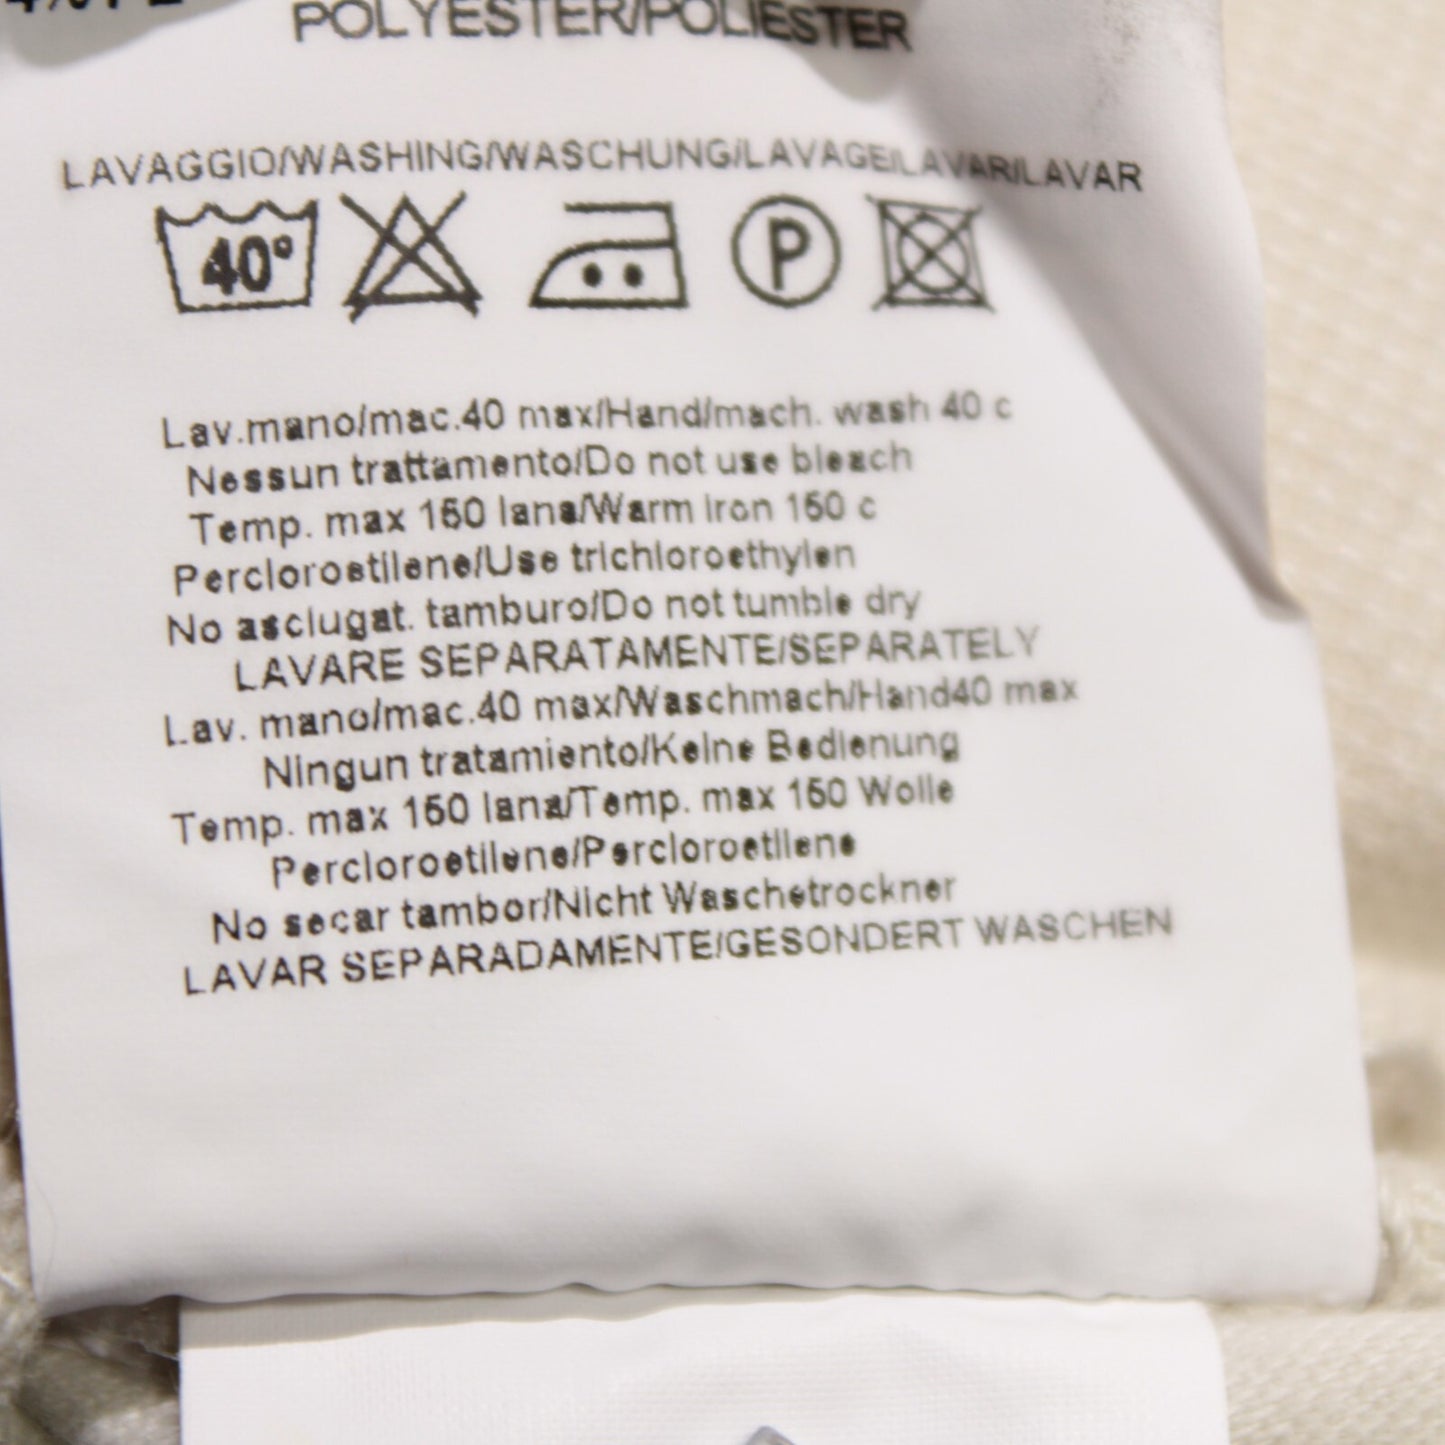 POLYESTER/POLIESTER
LAVAGGIO/WASHING/WASCHUNG/LAVAGE/LAVAR/LAVAR
40° P
Lav.mano/mac.40 max/Hand/mach. wash 40 c
Nessun trattamento/Do not use bleach
Temp. max 150 lana/Warm iron 150 c
Percloroetilene/Use trichloroethylen
No asciugat. tamburo/Do not tumble dry
LAVARE SEPARATAMENTE/SEPARATELY
Lav. mano/mac.40 max/Waschmach/Hand40 max
Ningun tratamiento/Keine Bedienung
Temp. max 150 lana/Temp. max 150 Wolle
Percloroetilene/Percloroetilene
No secar tambor/Nicht Waschetrockner
LAVAR SEPARADAMENTE/GESONDERT WASCHEN